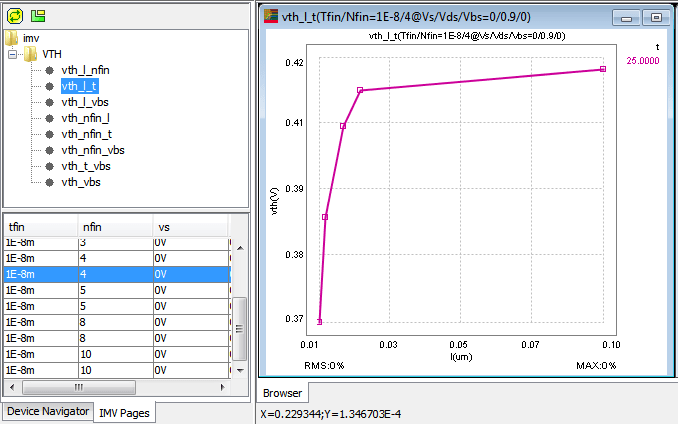 imv
VTH
vth_l_nfin
vth_l_t
vth_l_vbs
vth_nfin_l
vth_nfin_t
vth_nfin_vbs
vth_t_vbs
vth_vbs
tfin nfin vs
1E-8m 3 0V
1E-8m 4 0V
1E-8m 4 0V
1E-8m 5 0V
1E-8m 5 0V
1E-8m 8 0V
1E-8m 8 0V
1E-8m 10 0V
1E-8m 10 0V
Device Navigator IMV Pages
vth_l_t(Tfin/Nfin=1E-8/4@Vs/Vds/Vbs=0/0.9/0)
vth_l_t(Tfin/Nfin=1E-8/4@Vs/Vds/Vbs=0/0.9/0)
t
25.0000
0.42
0.41
0.39
0.38
0.37
vth(V)
0.01 0.03 0.05 0.07 0.10
l(um)
RMS:0% MAX:0%
Browser
X=0.229344;Y=1.346703E-4